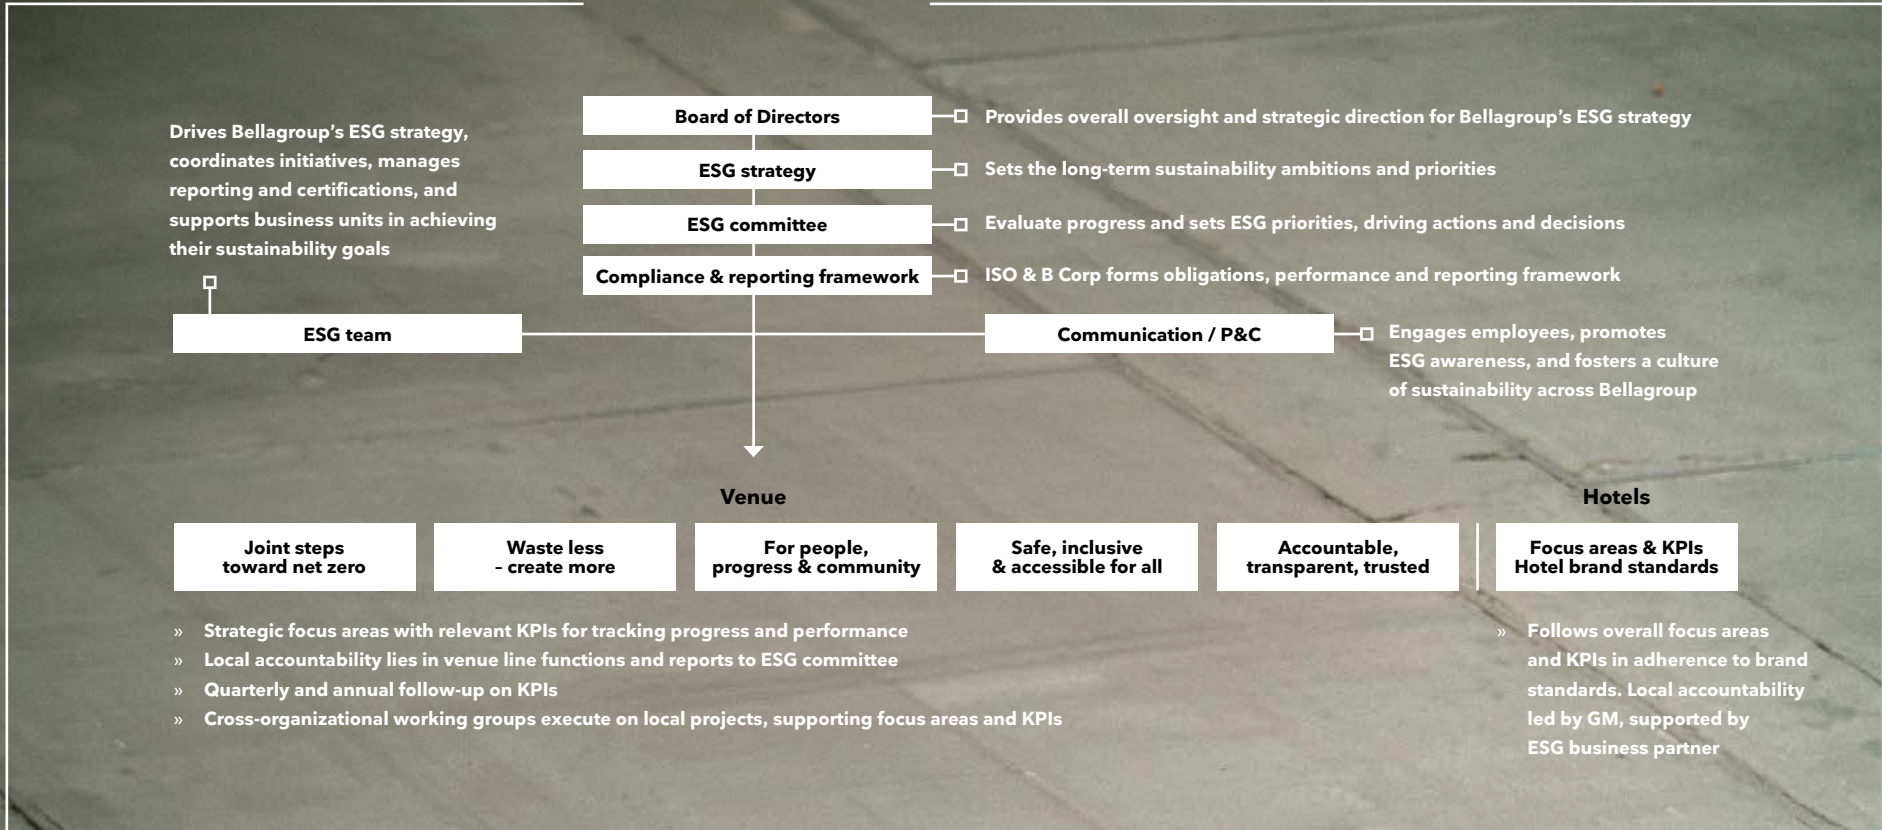 Board of Directors
Provides overall oversight and strategic direction for Bellagroup's ESG strategy
ESG strategy
Sets the long-term sustainability ambitions and priorities
ESG committee
Evaluate progress and sets ESG priorities, driving actions and decisions
Compliance & reporting framework
ISO & B Corp forms obligations, performance and reporting framework
Drives Bellagroup's ESG strategy,
coordinates initiatives, manages
reporting and certifications, and
supports business units in achieving
their sustainability goals
ESG team
Communication / P&C
Engages employees, promotes
ESG awareness, and fosters a culture
of sustainability across Bellagroup
Venue
Joint steps
toward net zero
Waste less
– create more
For people,
progress & community
Safe, inclusive
& accessible for all
Accountable,
transparent, trusted
» Strategic focus areas with relevant KPIs for tracking progress and performance
» Local accountability lies in venue line functions and reports to ESG committee
» Quarterly and annual follow-up on KPIs
» Cross-organizational working groups execute on local projects, supporting focus areas and KPIs
Hotels
Focus areas & KPIs
Hotel brand standards
» Follows overall focus areas
and KPIs in adherence to brand
standards. Local accountability
led by GM, supported by
ESG business partner